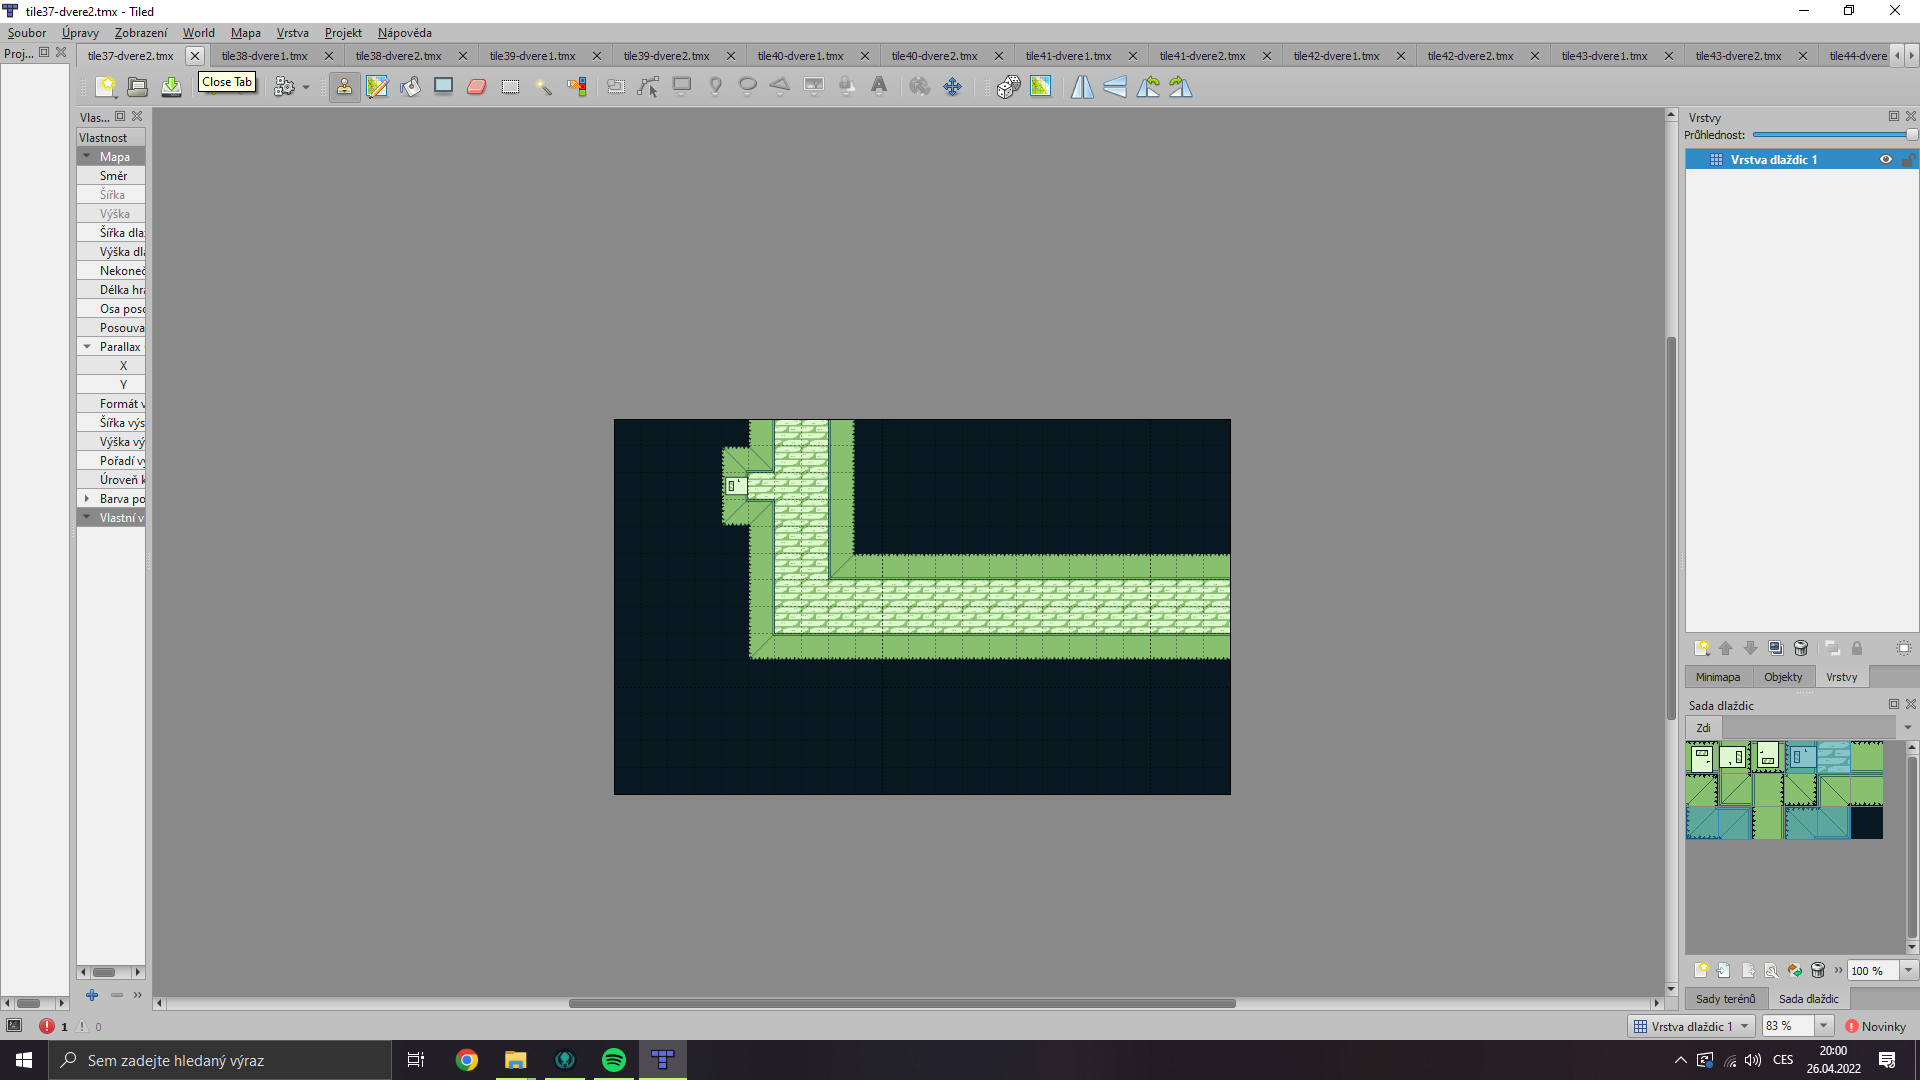 tile37-dvere2.tmx - Tiled
Soubor Úpravy Zobrazení World Mapa Vrstva Projekt Nápověda
Proj...
tile37-dvere2.tmx tile38-dvere1.tmx tile38-dvere2.tmx tile39-dvere1.tmx tile39-dvere2.tmx tile40-dvere1.tmx tile40-dvere2.tmx tile41-dvere1.tmx tile41-dvere2.tmx tile42-dvere1.tmx tile42-dvere2.tmx tile43-dvere1.tmx tile43-dvere2.tmx tile44-dvere
Close Tab
Vlas...
Vlastnost
Mapa
Směr
Šířka
Výška
Šířka dla
Výška dl
Nekoneč
Délka hr
Osa poso
Posouva
Parallax
X
Y
Formát v
Šířka výs
Výška vý
Pořadí vy
Úroveň k
Barva po
Vlastní v
Vrstvy
Průhlednost:
Vrstva dlaždic 1
Minimapa Objekty Vrstvy
Sada dlaždic
Zdi
100 %
Sady terénů Sada dlaždic
1 0
Vrstva dlaždic 1 83 % Novinky
Sem zadejte hledaný výraz
CES
20:00
26.04.2022